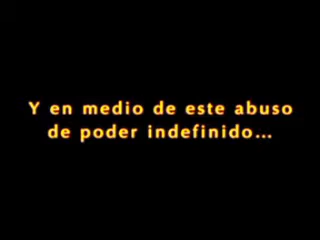 Y en medio de este abuso
de poder indefinido...